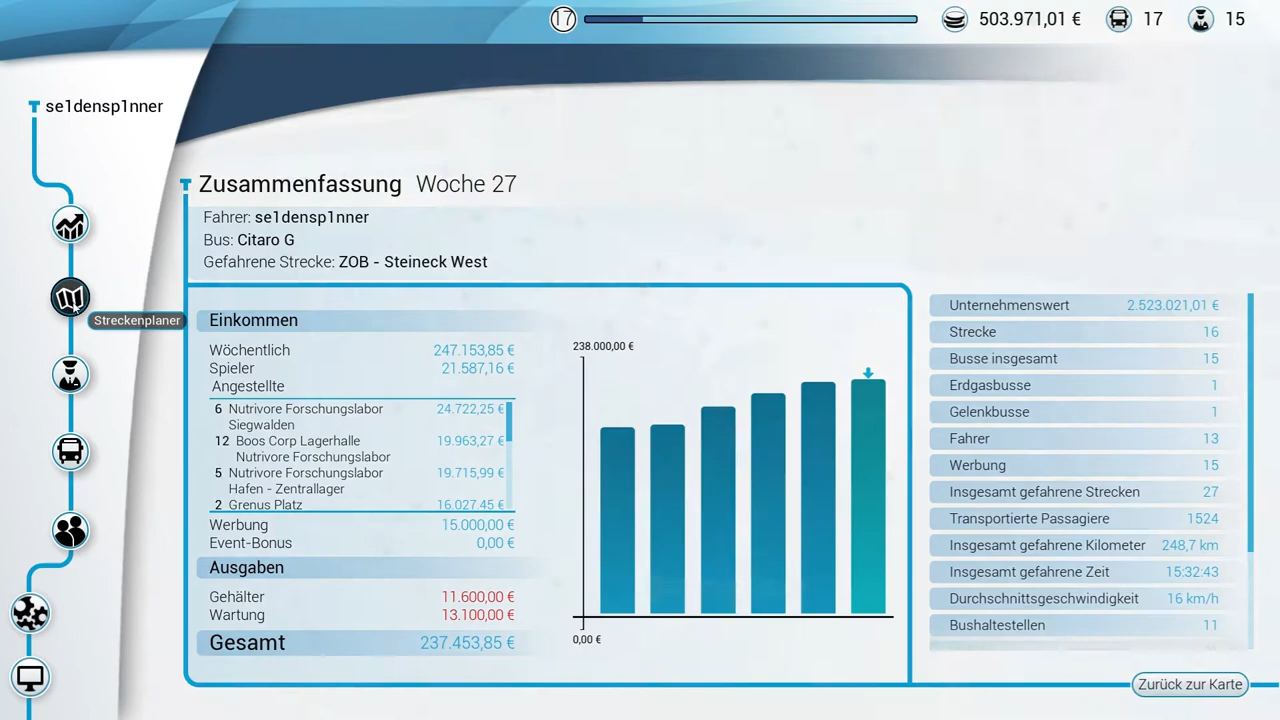 17
503.971,01 €
17
15
se1densp1nner
Streckenplaner
Zusammenfassung Woche 27
Fahrer: se1densp1nner
Bus: Citaro G
Gefahrene Strecke: ZOB - Steineck West
Einkommen
Wöchentlich 247.153,85 €
Spieler 21.587,16 €
Angestellte
6 Nutrivore Forschungslabor 24.722,25 €
Siegwalden
12 Boos Corp Lagerhalle 19.963,27 €
Nutrivore Forschungslabor
5 Nutrivore Forschungslabor 19.715,99 €
Hafen - Zentrallager
2 Grenus Platz 16.027,45 €
Werbung 15.000,00 €
Event-Bonus 0,00 €
Ausgaben
Gehälter 11.600,00 €
Wartung 13.100,00 €
Gesamt 237.453,85 €
238.000,00 €
0,00 €
Unternehmenswert 2.523.021,01 €
Strecke 16
Busse insgesamt 15
Erdgasbusse 1
Gelenkbusse 1
Fahrer 13
Werbung 15
Insgesamt gefahrene Strecken 27
Transportierte Passagiere 1524
Insgesamt gefahrene Kilometer 248,7 km
Insgesamt gefahrene Zeit 15:32:43
Durchschnittsgeschwindigkeit 16 km/h
Bushaltestellen 11
Zurück zur Karte